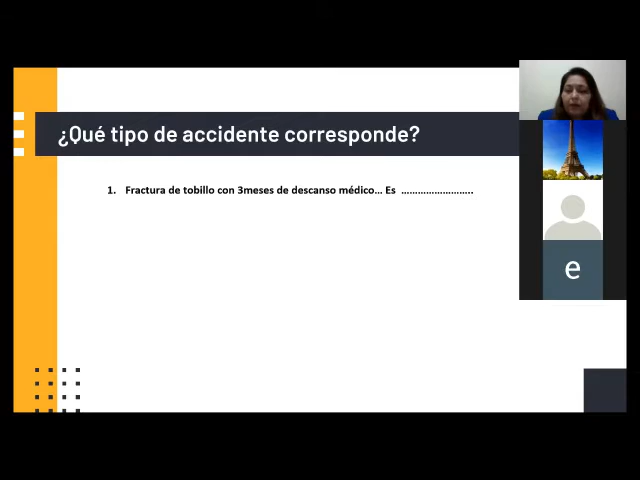 ¿Qué tipo de accidente corresponde?
1. Fractura de tobillo con 3meses de descanso médico... Es ..........................
e